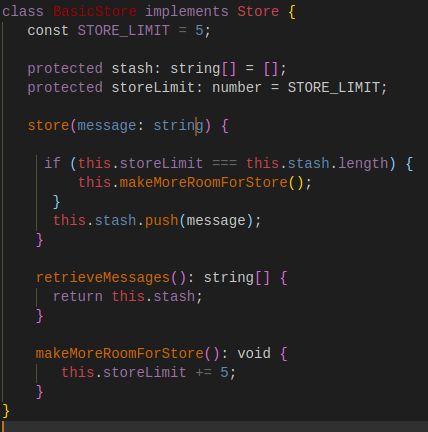 class BasicStore implements Store {
   const STORE_LIMIT = 5;

   protected stash: string[] = [];
   protected storeLimit: number = STORE_LIMIT;

   store(message: string) {

     if (this.storeLimit === this.stash.length) {
         this.makeMoreRoomForStore();
      }
      this.stash.push(message);
    }

    retrieveMessages(): string[] {
      return this.stash;
    }

    makeMoreRoomForStore(): void {
       this.storeLimit += 5;
    }
}